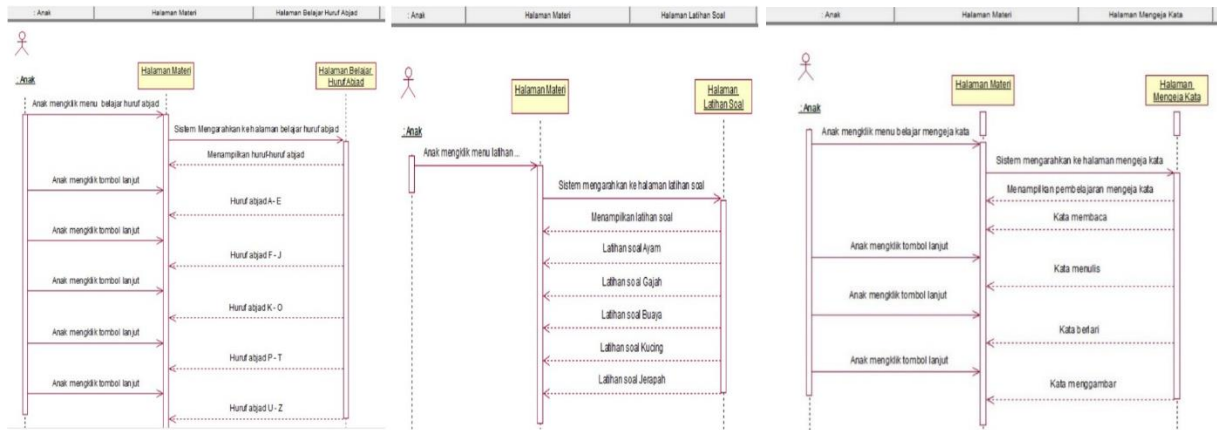 : Anak
Halaman Materi
Halaman Belajar Huruf Abjad
: Anak
Halaman Materi
Halaman Belajar
Huruf Abjad
Anak mengklik menu belajar huruf abjad
Sistem Mengarahkan ke halaman belajar huruf abjad
Menampilkan huruf-huruf abjad
Anak mengklik tombol lanjut
Huruf abjad A - E
Anak mengklik tombol lanjut
Huruf abjad F - J
Anak mengklik tombol lanjut
Huruf abjad K - O
Anak mengklik tombol lanjut
Huruf abjad P - T
Anak mengklik tombol lanjut
Huruf abjad U - Z
: Anak
Halaman Materi
Halaman Latihan Soal
: Anak
Halaman Materi
Halaman
Latihan Soal
Anak mengklik menu latihan...
Sistem mengarahkan ke halaman latihan soal
Menampilkan latihan soal
Latihan soal Ayam
Latihan soal Gajah
Latihan soal Buaya
Latihan soal Kucing
Latihan soal Jerapah
: Anak
Halaman Materi
Halaman Mengeja Kata
: Anak
Halaman Materi
Halaman
Mengeja Kata
Anak mengklik menu belajar mengeja kata
Sistem mengarahkan ke halaman mengeja kata
Menampilkan pembelajaran mengeja kata
Kata membaca
Anak mengklik tombol lanjut
Kata menulis
Anak mengklik tombol lanjut
Kata berlari
Anak mengklik tombol lanjut
Kata menggambar